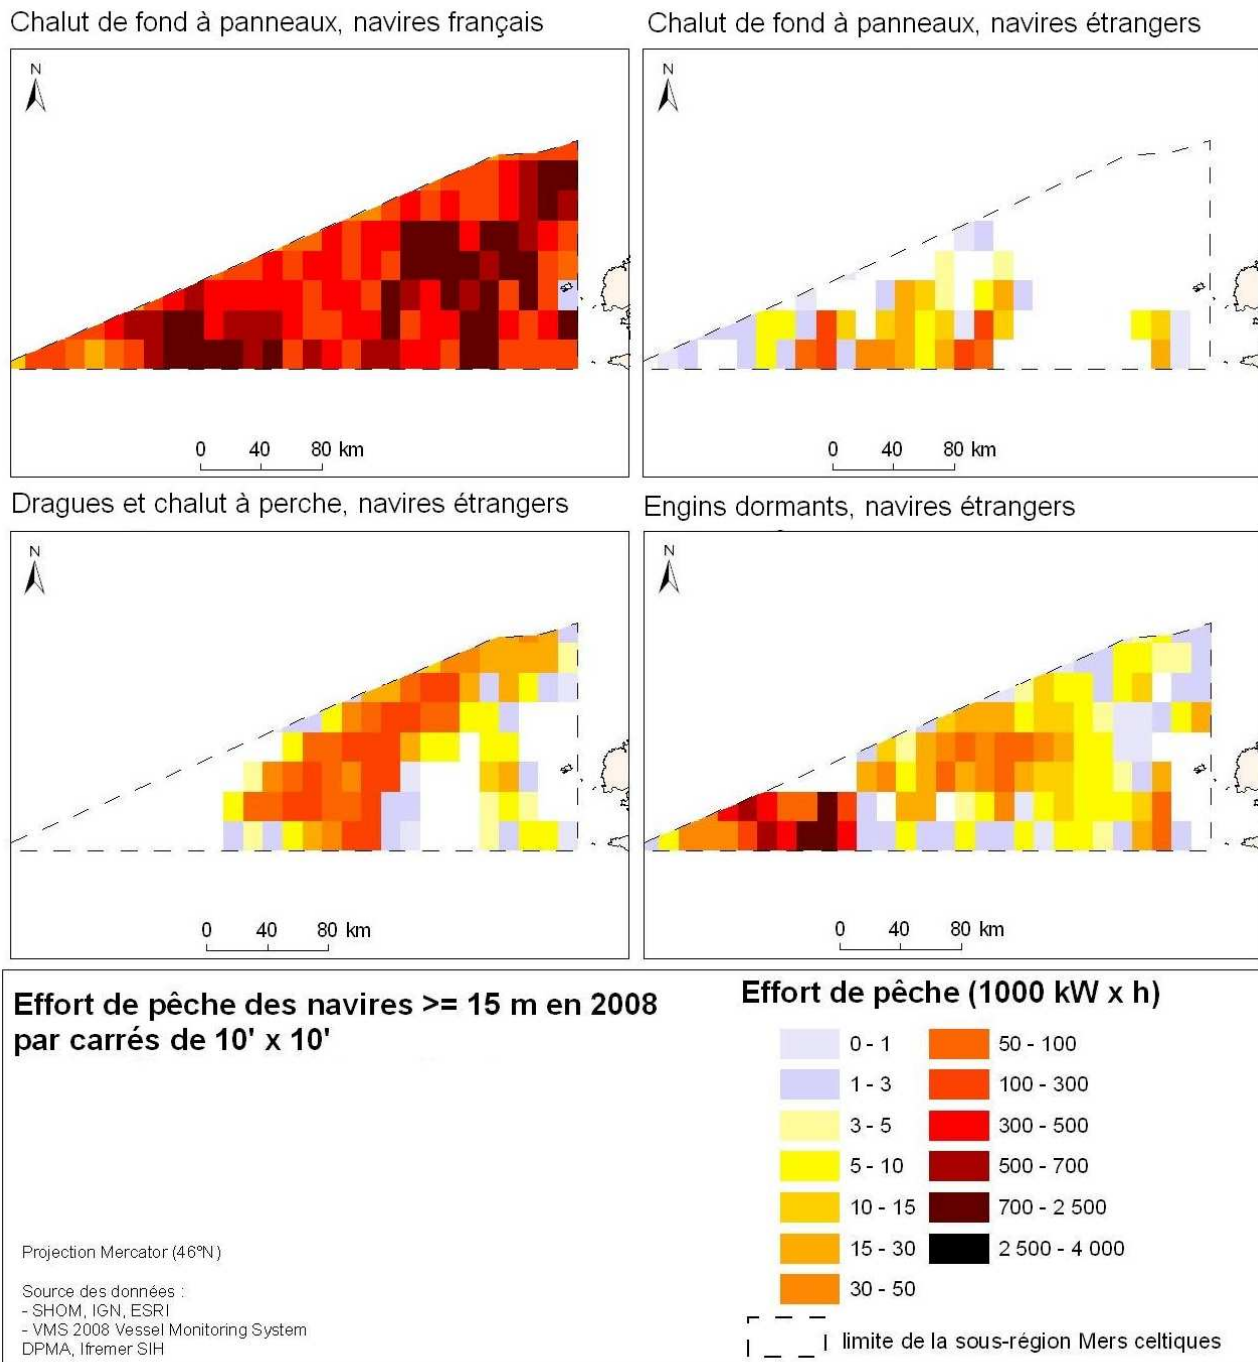 Chalut de fond à panneaux, navires français
Chalut de fond à panneaux, navires étrangers
N
N
0 40 80 km
0 40 80 km
Dragues et chalut à perche, navires étrangers
Engins dormants, navires étrangers
N
N
0 40 80 km
0 40 80 km
Effort de pêche des navires >= 15 m en 2008
par carrés de 10' x 10'
Projection Mercator (46°N)
Source des données :
- SHOM, IGN, ESRI
- VMS 2008 Vessel Monitoring System
DPMA, Ifremer SIH
Effort de pêche (1000 kW x h)
0 - 1
1 - 3
3 - 5
5 - 10
10 - 15
15 - 30
30 - 50
50 - 100
100 - 300
300 - 500
500 - 700
700 - 2 500
2 500 - 4 000
limite de la sous-région Mers celtiques